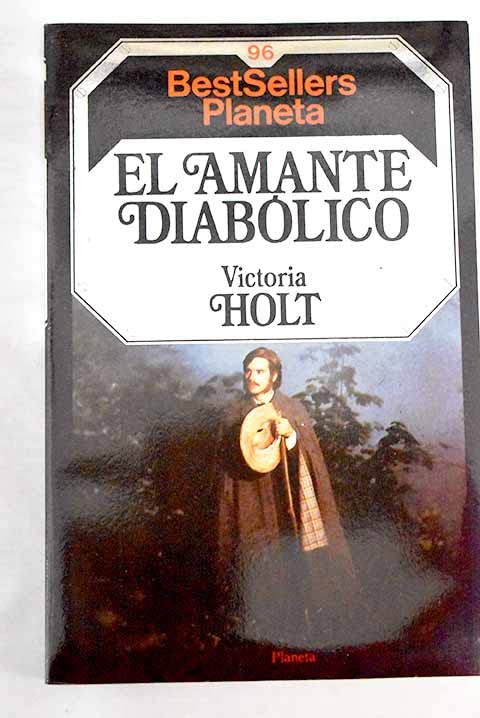 96
BestSellers
Planeta
EL AMANTE
DIABÓLICO
Victoria
HOLT
Planeta